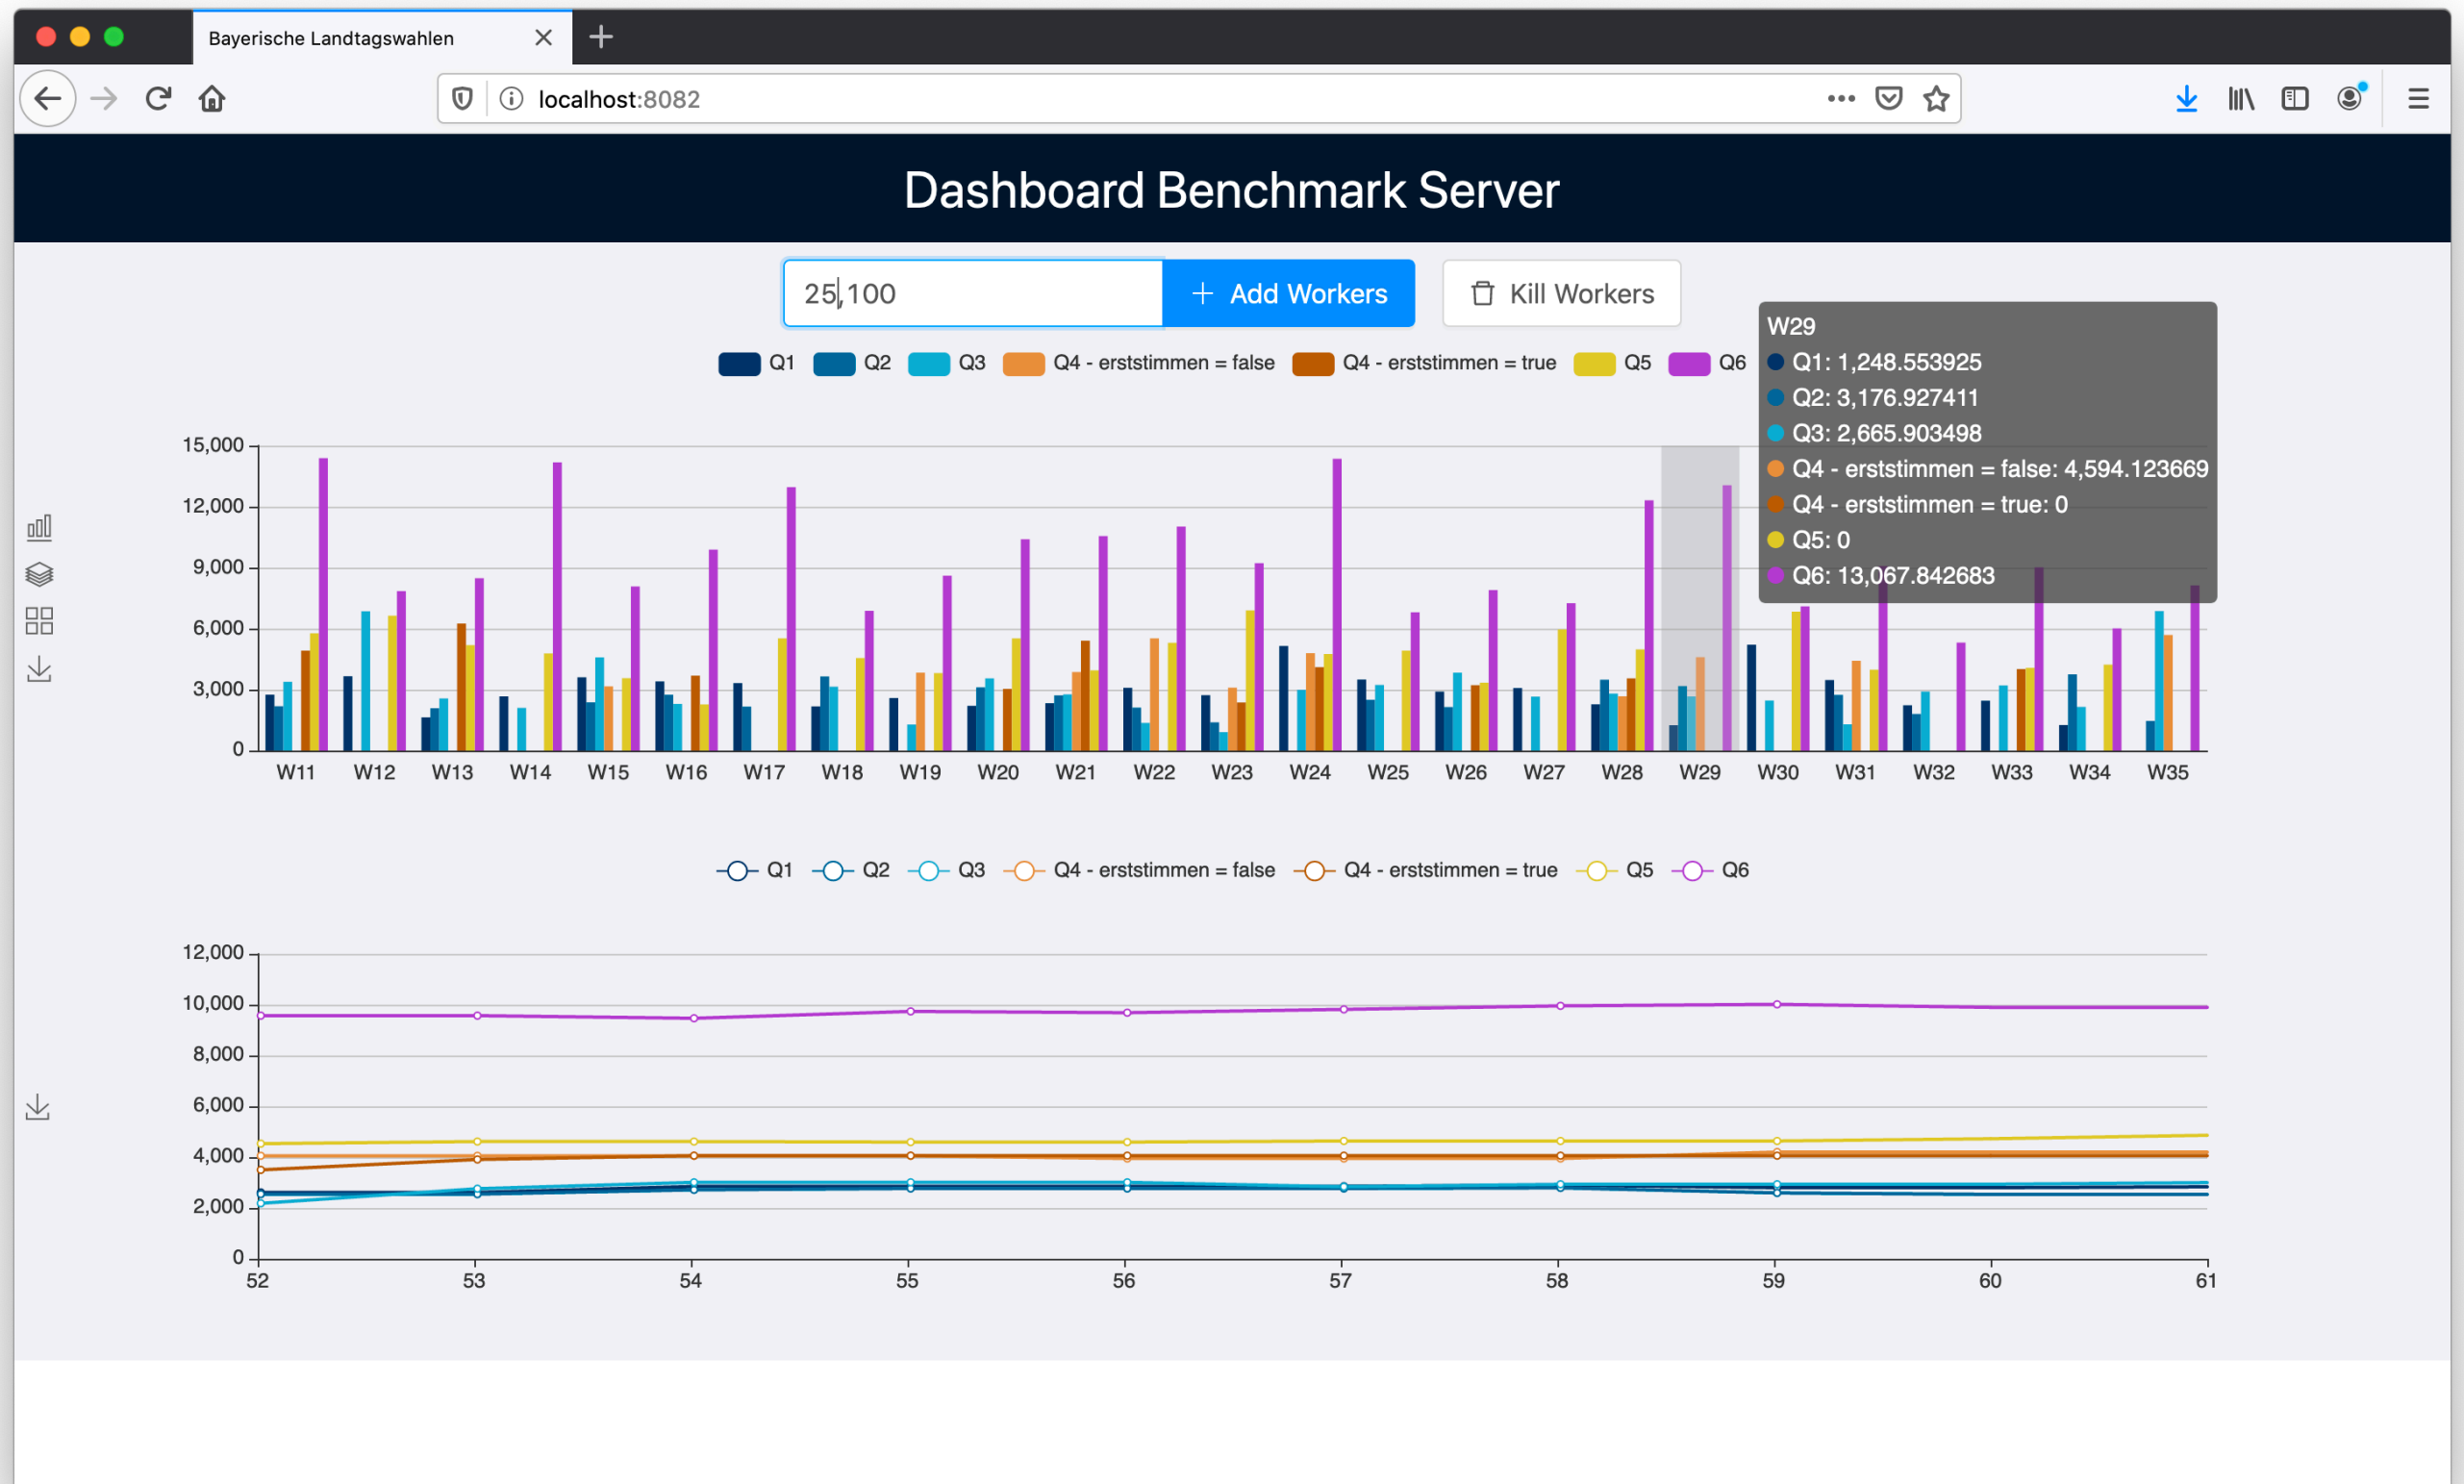 Bayerische Landtagswahlen
localhost:8082
Dashboard Benchmark Server
25,100
Add Workers
Kill Workers
Q1 Q2 Q3 Q4 - erststimmen = false Q4 - erststimmen = true Q5 Q6
W29
Q1: 1,248.553925
Q2: 3,176.927411
Q3: 2,665.903498
Q4 - erststimmen = false: 4,594.123669
Q4 - erststimmen = true: 0
Q5: 0
Q6: 13,067.842683
15,000
12,000
9,000
6,000
3,000
0
W11 W12 W13 W14 W15 W16 W17 W18 W19 W20 W21 W22 W23 W24 W25 W26 W27 W28 W29 W30 W31 W32 W33 W34 W35
Q1 Q2 Q3 Q4 - erststimmen = false Q4 - erststimmen = true Q5 Q6
12,000
10,000
8,000
6,000
4,000
2,000
0
52 53 54 55 56 57 58 59 60 61